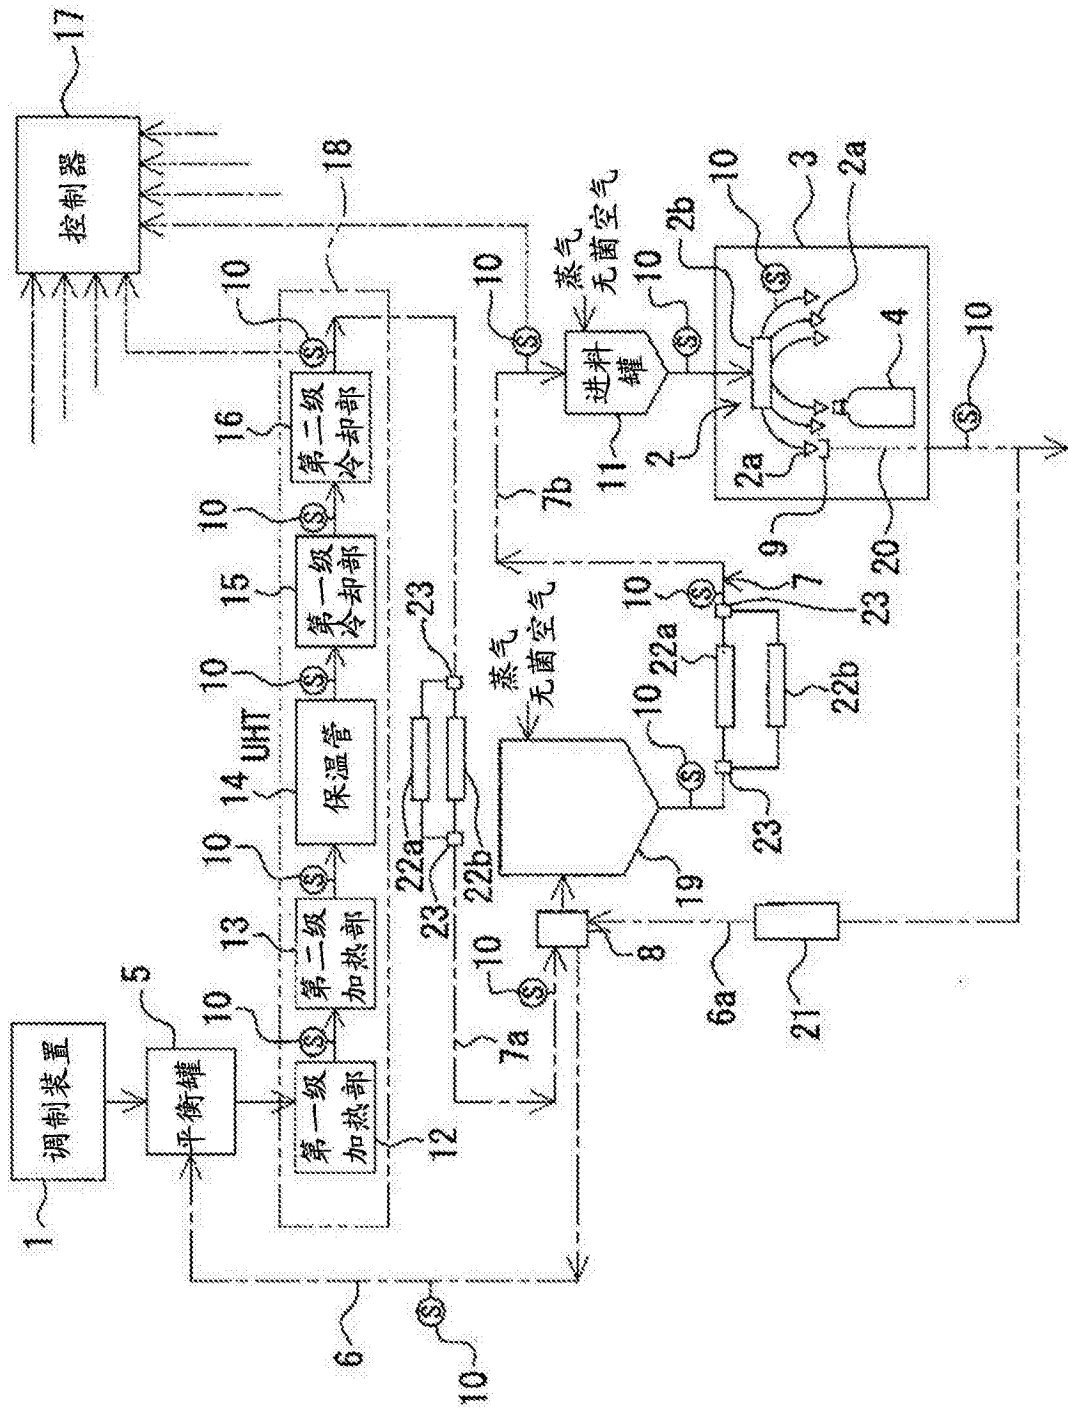 1
调制装置
控制器
17
5
平衡罐
10
S
13
10
S
14
UHT
10
S
15
10
S
16
10
S
18
第一级
加热部
第二级
加热部
保温管
第一级
冷却部
第二级
冷却部
12
6
S
10
22a
23
23
22b
10
S
7a
蒸气
无菌空气
10
S
7b
蒸气
无菌空气
进料
罐
11
8
19
10
S
10
S
22a
10
S
2
2b
10
S
6a
2a
23
9
21
7
3
22b
2a
23
20
4
S
10